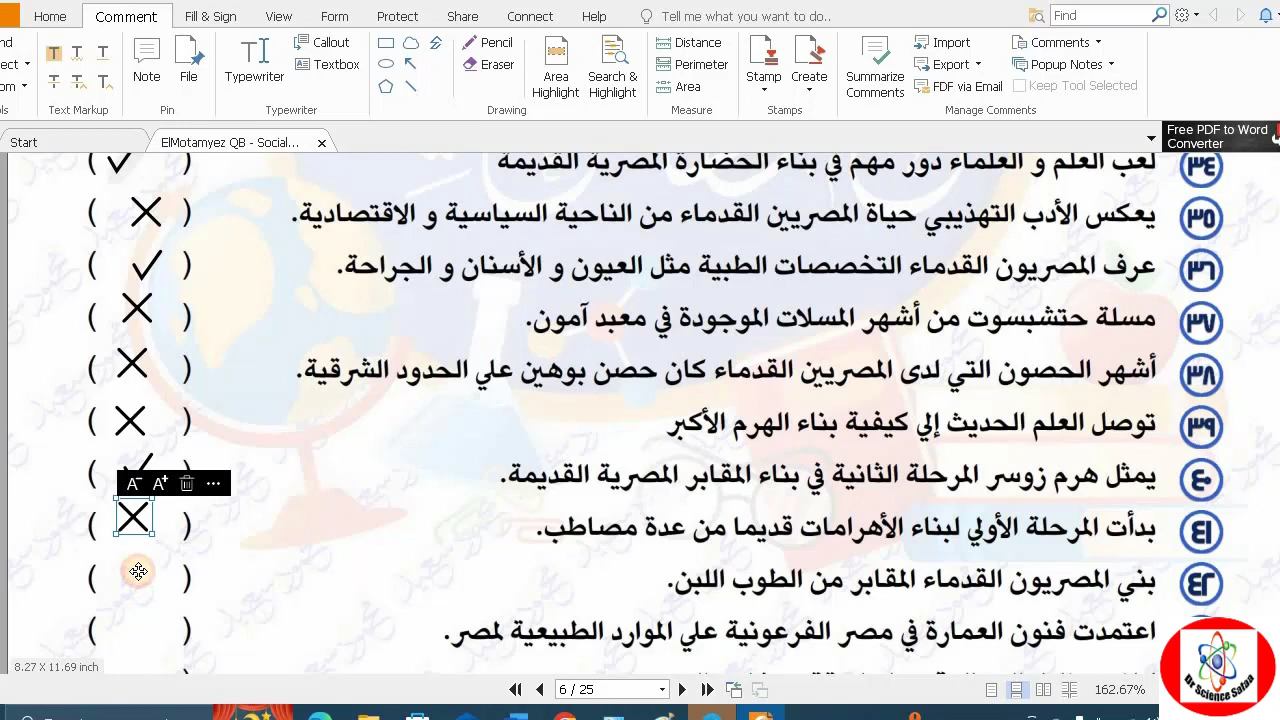 Home Comment Fill & Sign View Form Protect Share Connect Help Tell me what you want to do.. Find
Note File Typewriter Callout Textbox Pencil Eraser Area Highlight Search & Highlight Distance Perimeter Area Stamp Create Summarize Comments Import Export FDF via Email Comments Popup Notes Keep Tool Selected
Text Markup Pin Typewriter Drawing Measure Stamps Manage Comments
Start ElMotamyez QB - Social... Free PDF to Word Converter
٣٤ لعب العلم و العلماء دور مهم في بناء الحضارة المصرية القديمة ( ✓ )
٣٥ يعكس الأدب التهذيبي حياة المصريين القدماء من الناحية السياسية و الاقتصادية. ( X )
٣٦ عرف المصريون القدماء التخصصات الطبية مثل العيون و الأسنان و الجراحة. ( ✓ )
٣٧ مسلة حتشبسوت من أشهر المسلات الموجودة في معبد آمون. ( X )
٣٨ أشهر الحصون التي لدى المصريين القدماء كان حصن بوهين علي الحدود الشرقية. ( X )
٣٩ توصل العلم الحديث إلي كيفية بناء الهرم الأكبر ( X )
٤٠ يمثل هرم زوسر المرحلة الثانية في بناء المقابر المصرية القديمة. ( ✓ )
A- A+ ...
٤١ بدأت المرحلة الأولي لبناء الأهرامات قديما من عدة مصاطب. ( X )
٤٢ بني المصريون القدماء المقابر من الطوب اللبن. ( )
اعتمدت فنون العمارة في مصر الفرعونية علي الموارد الطبيعية لمصر. ( )
8.27 X 11.69 inch
6 / 25 162.67%
Dr Science Safaa